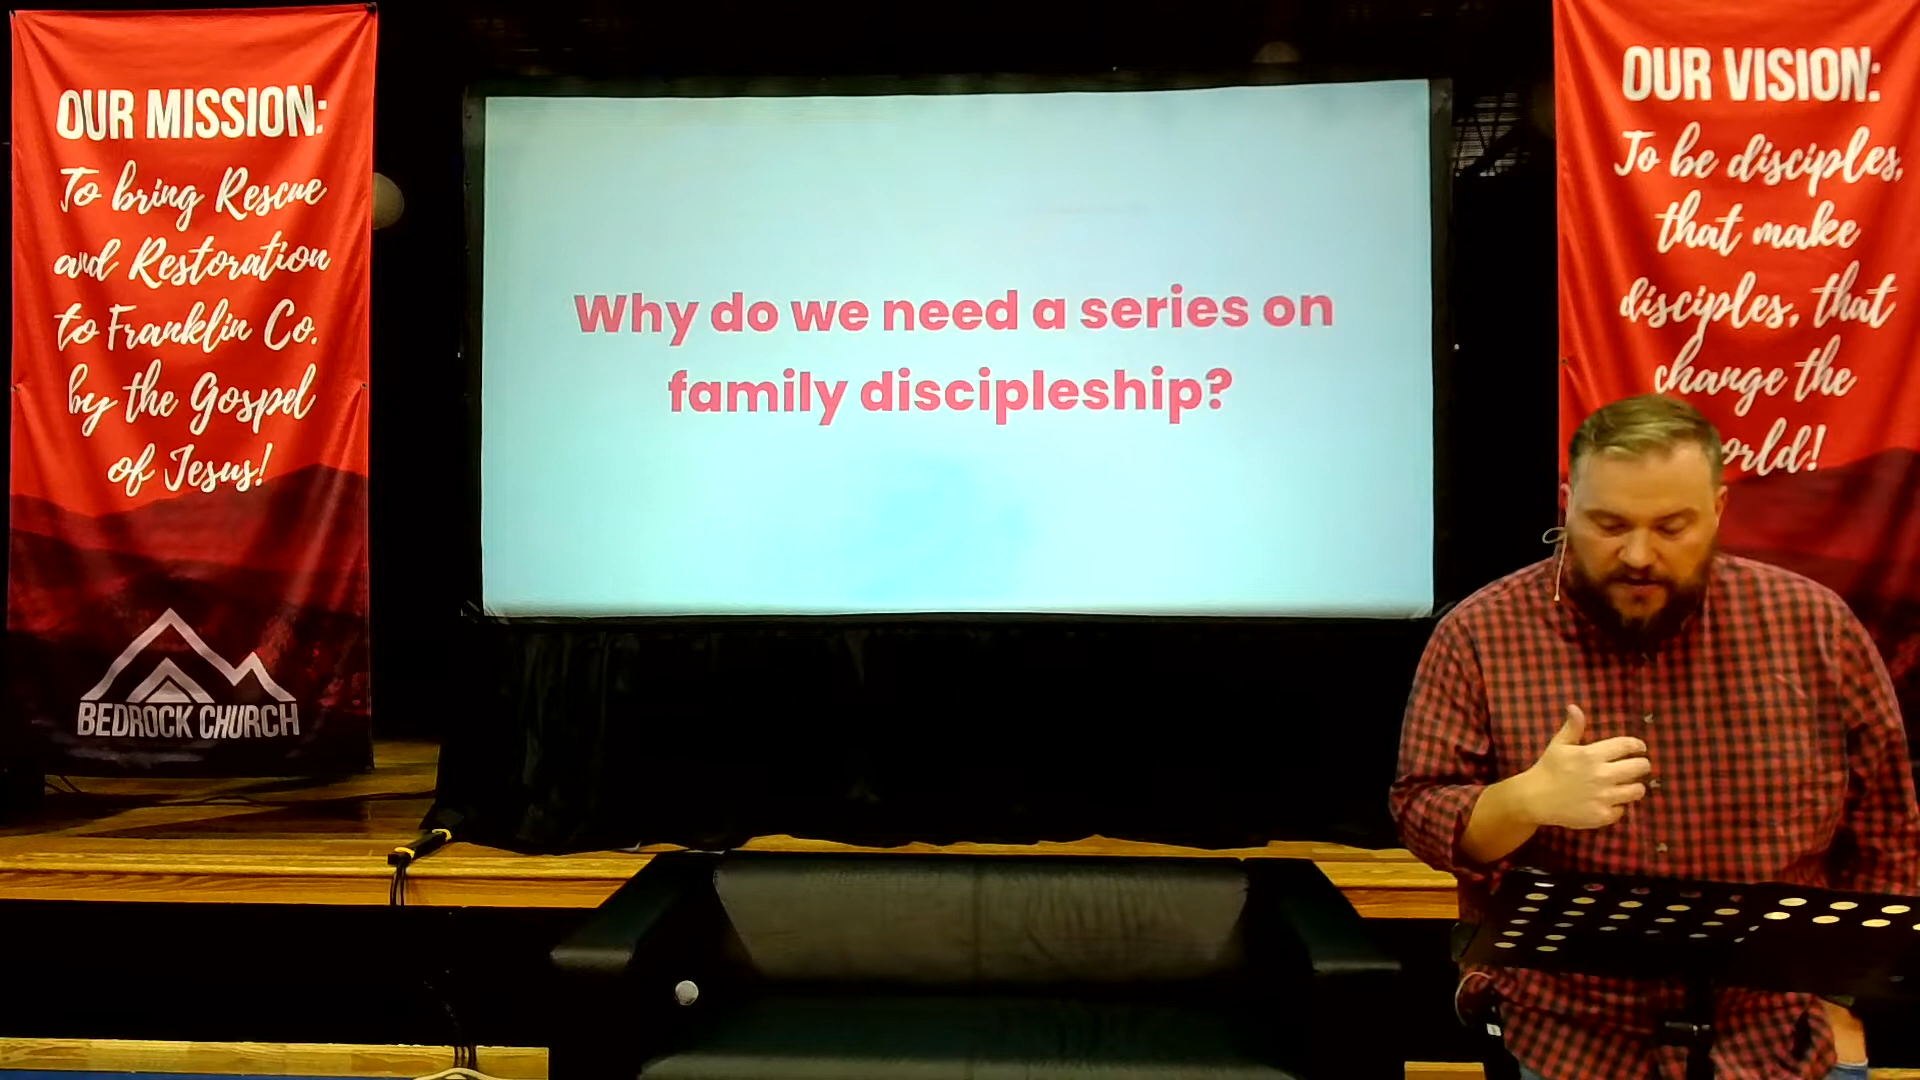 OUR MISSION:
To bring Rescue
and Restoration
to Franklin Co.
by the Gospel
of Jesus!
BEDROCK CHURCH
Why do we need a series on
family discipleship?
OUR VISION:
To be disciples,
that make
disciples, that
change the
orld!